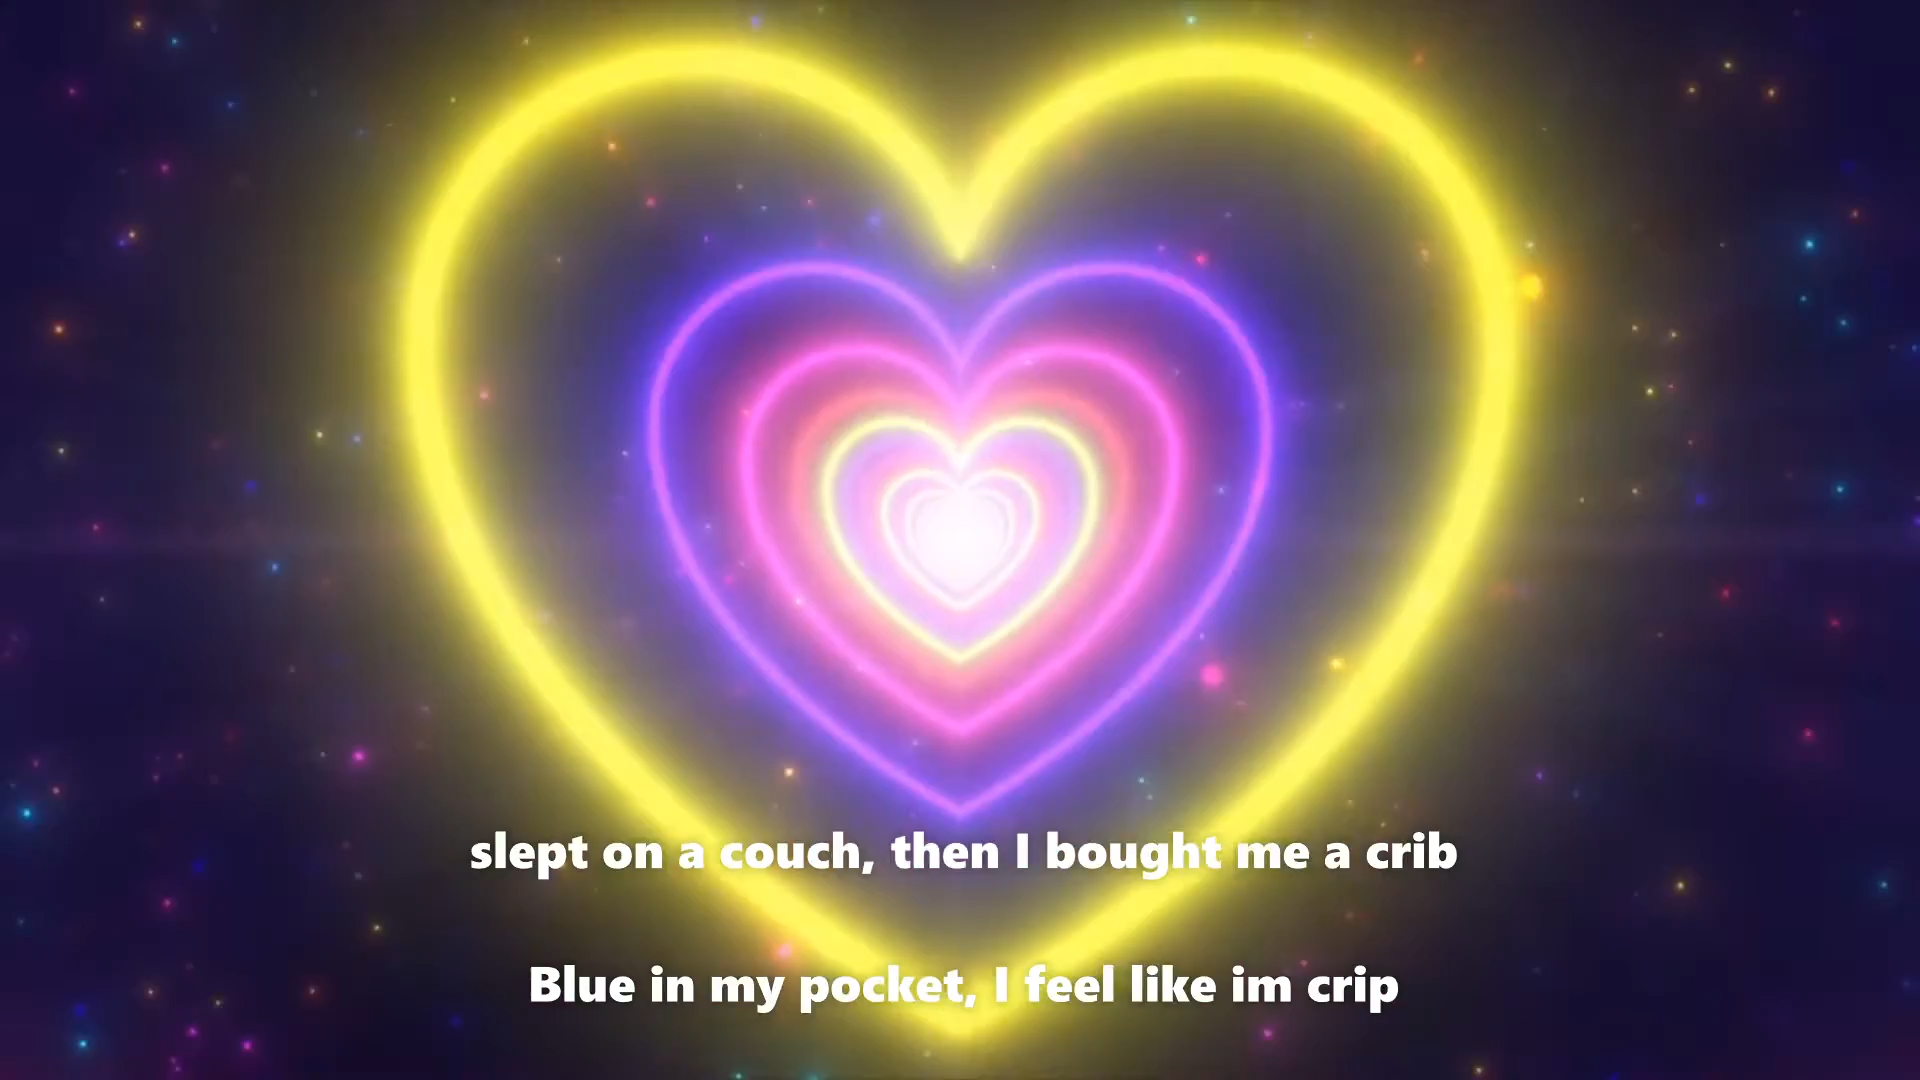 slept on a couch, then I bought me a crib
Blue in my pocket, I feel like im crip